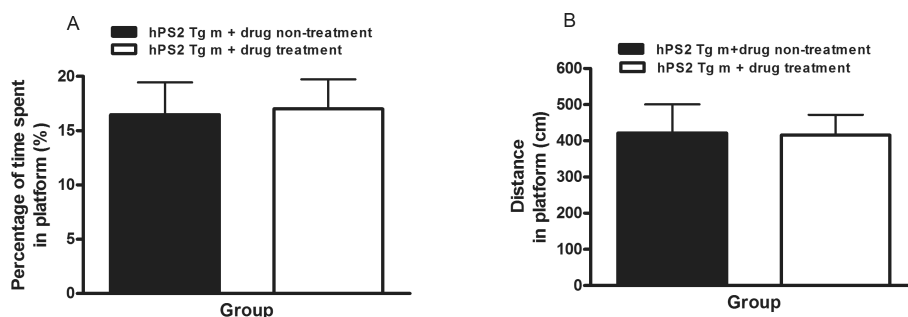 A
hPS2 Tg m + drug non-treatment
hPS2 Tg m + drug treatment
Percentage of time spent
in platform (%)
20
15
10
5
0
Group
B
hPS2 Tg m+drug non-treatment
hPS2 Tg m + drug treatment
Distance
in platform (cm)
600
500
400
300
200
100
0
Group